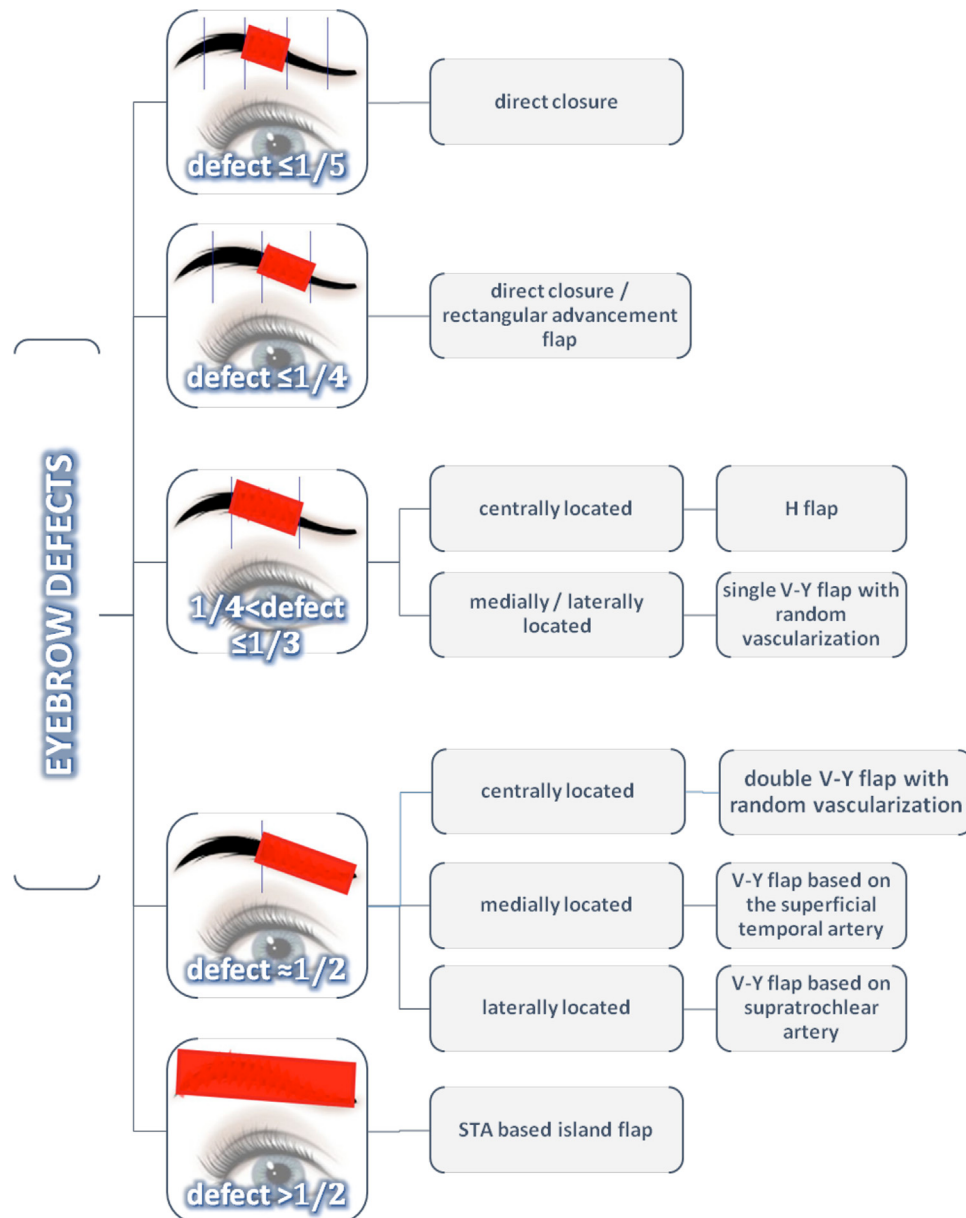 EYEBROW DEFECTS
defect ≤1/5
direct closure
defect ≤1/4
direct closure /
rectangular advancement
flap
1/4<defect
≤1/3
centrally located
H flap
medially / laterally
located
single V-Y flap with
random
vascularization
defect ≈1/2
centrally located
double V-Y flap with
random vascularization
medially located
V-Y flap based on
the superficial
temporal artery
laterally located
V-Y flap based on
supratrochlear
artery
defect >1/2
STA based island flap